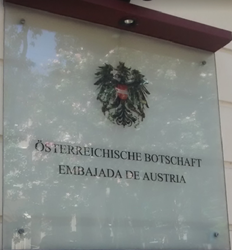 ÖSTERREICHISCHE BOTSCHAFT
EMBAJADA DE AUSTRIA